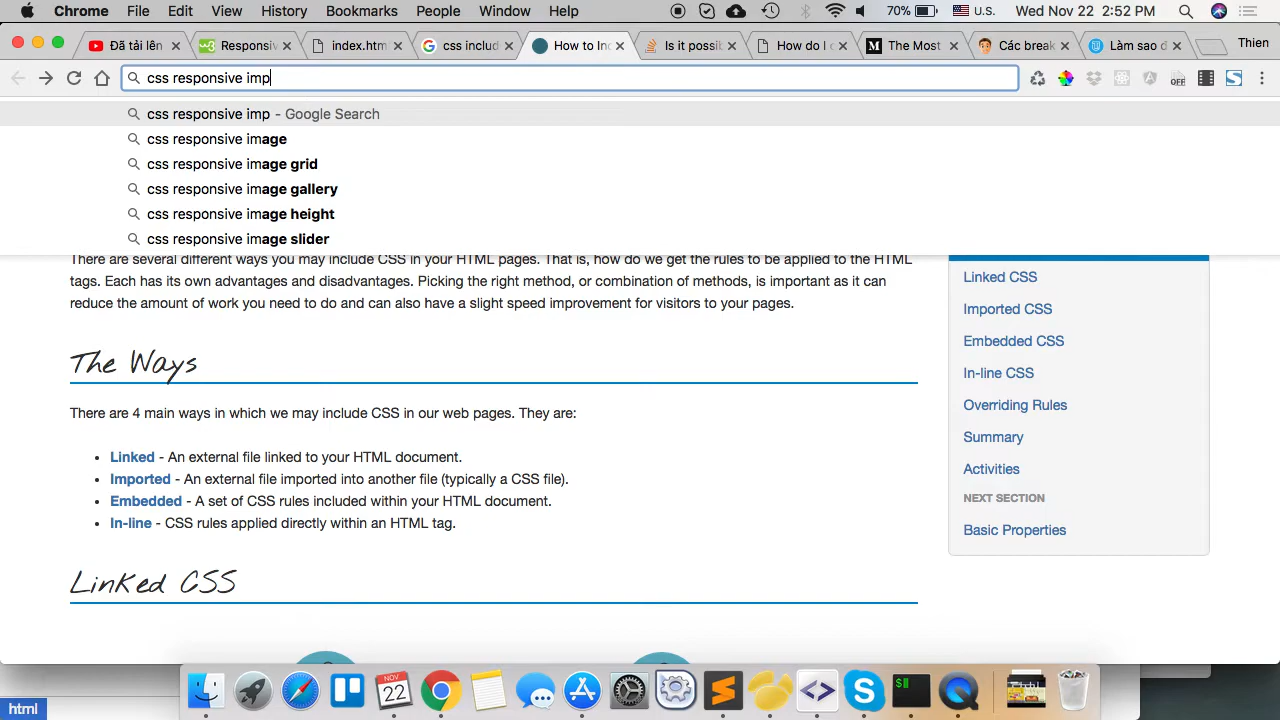 Chrome File Edit View History Bookmarks People Window Help 70% U.S. Wed Nov 22 2:52 PM
Đã tải lên Responsiv index.htm css includ How to Inc Is it possib How do I c The Most Các break Làm sao đ Thien
css responsive imp
OFF
css responsive imp - Google Search
css responsive image
css responsive image grid
css responsive image gallery
css responsive image height
css responsive image slider
There are several different ways you may include CSS in your HTML pages. That is, how do we get the rules to be applied to the HTML
tags. Each has its own advantages and disadvantages. Picking the right method, or combination of methods, is important as it can
reduce the amount of work you need to do and can also have a slight speed improvement for visitors to your pages.
The Ways
There are 4 main ways in which we may include CSS in our web pages. They are:
Linked - An external file linked to your HTML document.
Imported - An external file imported into another file (typically a CSS file).
Embedded - A set of CSS rules included within your HTML document.
In-line - CSS rules applied directly within an HTML tag.
Linked CSS
Linked CSS
Imported CSS
Embedded CSS
In-line CSS
Overriding Rules
Summary
Activities
NEXT SECTION
Basic Properties
NOV
22
html